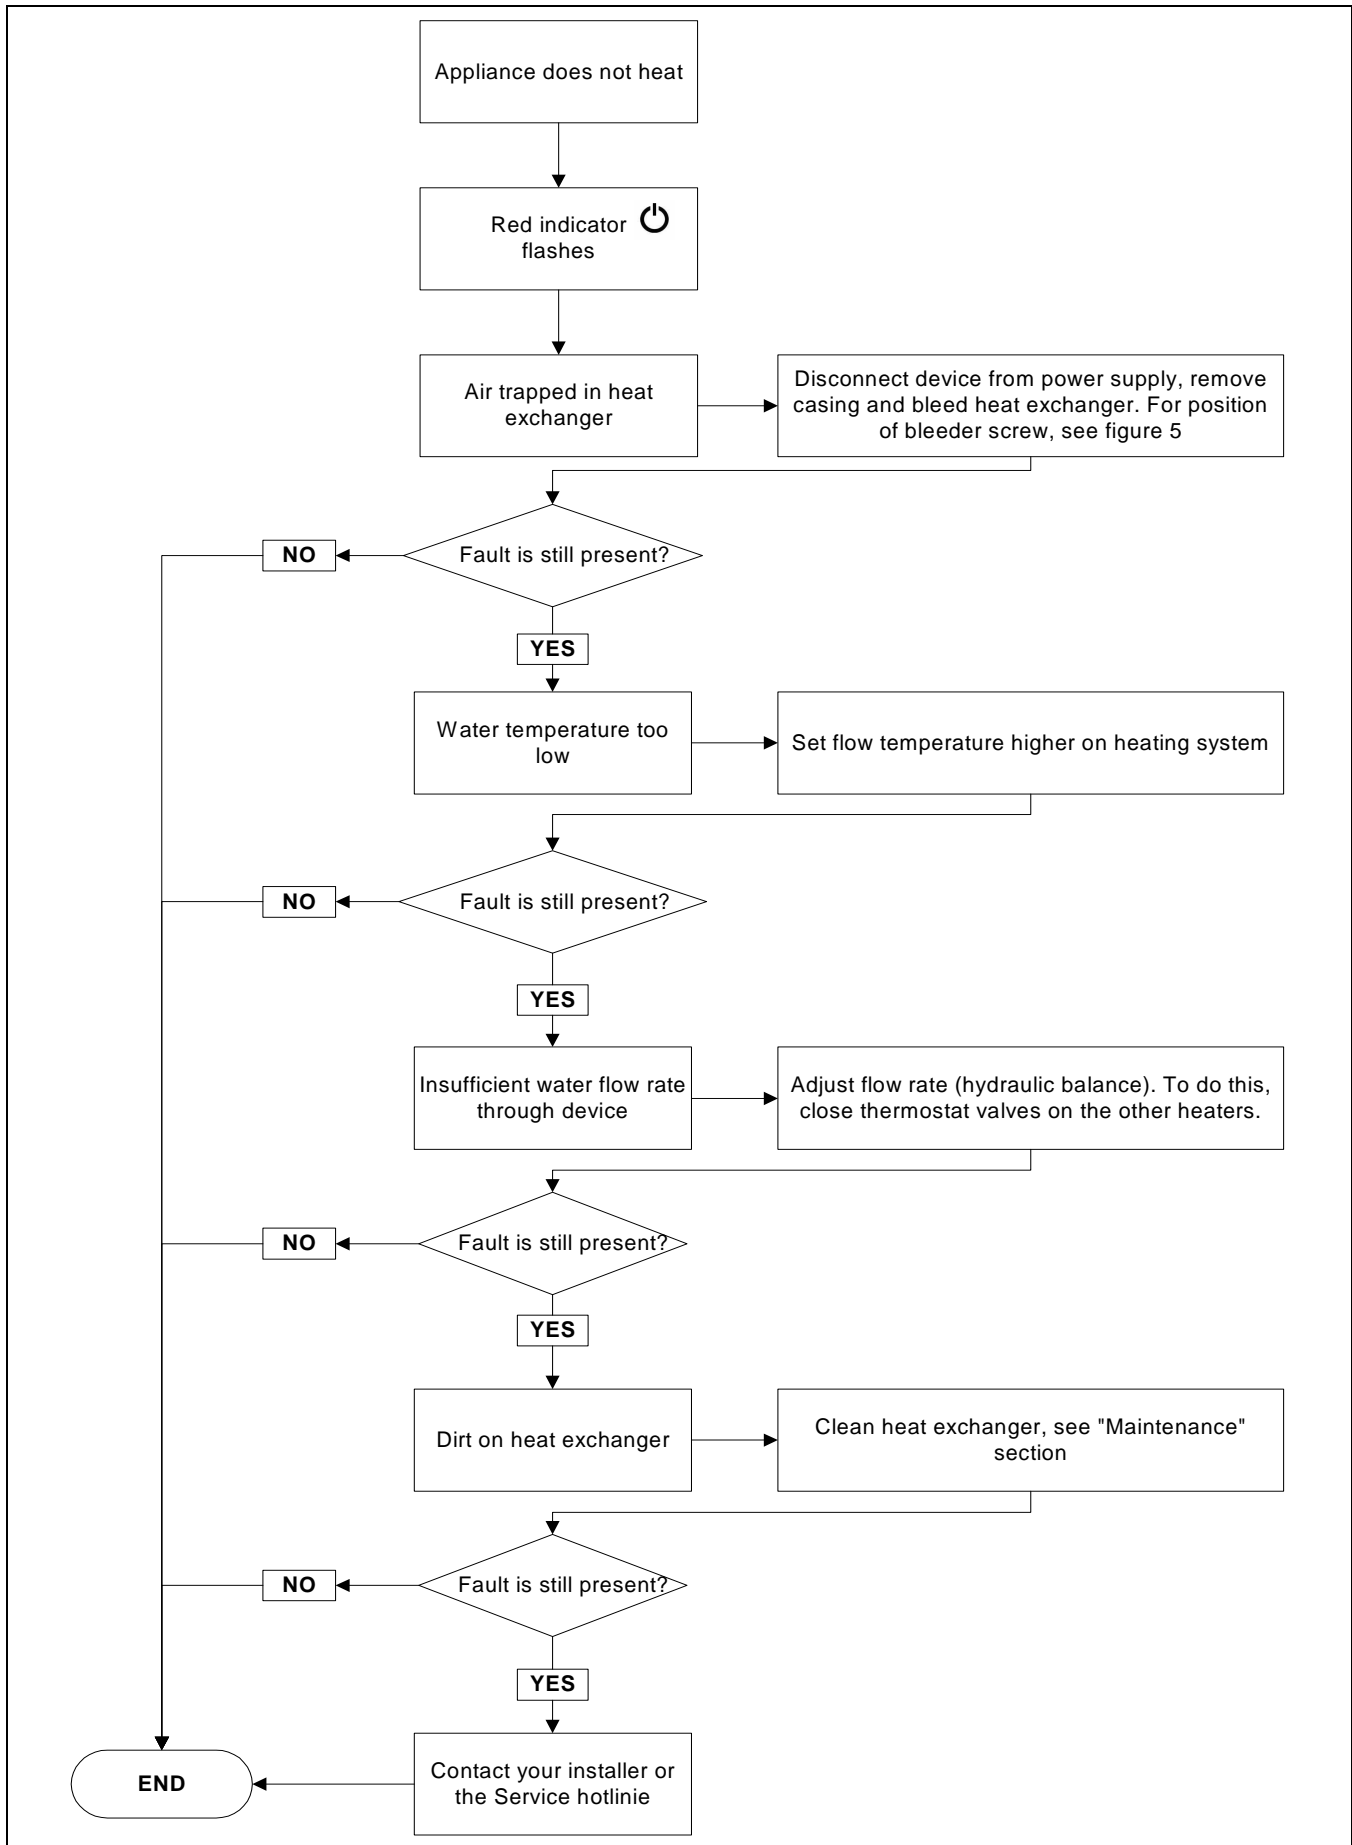 Appliance does not heat
Red indicator
flashes
Air trapped in heat
exchanger
Disconnect device from power supply, remove
casing and bleed heat exchanger. For position
of bleeder screw, see figure 5
Fault is still present?
NO
YES
Water temperature too
low
Set flow temperature higher on heating system
Fault is still present?
NO
YES
Insufficient water flow rate
through device
Adjust flow rate (hydraulic balance). To do this,
close thermostat valves on the other heaters.
Fault is still present?
NO
YES
Dirt on heat exchanger
Clean heat exchanger, see "Maintenance"
section
Fault is still present?
NO
YES
Contact your installer or
the Service hotlinie
END